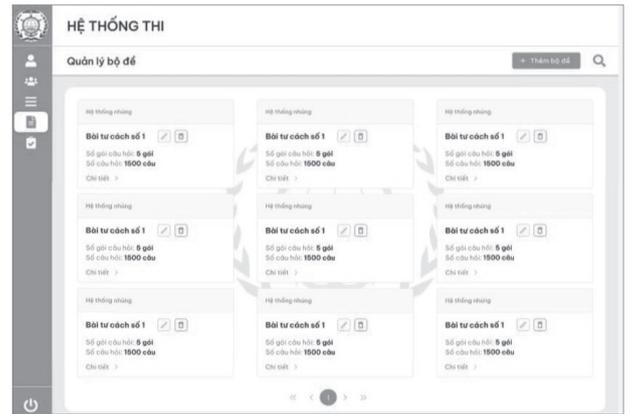 HỆ THỐNG THI
Quản lý bộ đề
+ Thêm bộ đề
Hệ thống nhúng
Bài tư cách số 1
Số gói câu hỏi: 5 gói
Số câu hỏi: 1500 câu
Chi tiết >
Hệ thống nhúng
Bài tư cách số 1
Số gói câu hỏi: 5 gói
Số câu hỏi: 1500 câu
Chi tiết >
Hệ thống nhúng
Bài tư cách số 1
Số gói câu hỏi: 5 gói
Số câu hỏi: 1500 câu
Chi tiết >
Hệ thống nhúng
Bài tư cách số 1
Số gói câu hỏi: 5 gói
Số câu hỏi: 1500 câu
Chi tiết >
Hệ thống nhúng
Bài tư cách số 1
Số gói câu hỏi: 5 gói
Số câu hỏi: 1500 câu
Chi tiết >
Hệ thống nhúng
Bài tư cách số 1
Số gói câu hỏi: 5 gói
Số câu hỏi: 1500 câu
Chi tiết >
Hệ thống nhúng
Bài tư cách số 1
Số gói câu hỏi: 5 gói
Số câu hỏi: 1500 câu
Chi tiết >
Hệ thống nhúng
Bài tư cách số 1
Số gói câu hỏi: 5 gói
Số câu hỏi: 1500 câu
Chi tiết >
Hệ thống nhúng
Bài tư cách số 1
Số gói câu hỏi: 5 gói
Số câu hỏi: 1500 câu
Chi tiết >
« < 1 > »